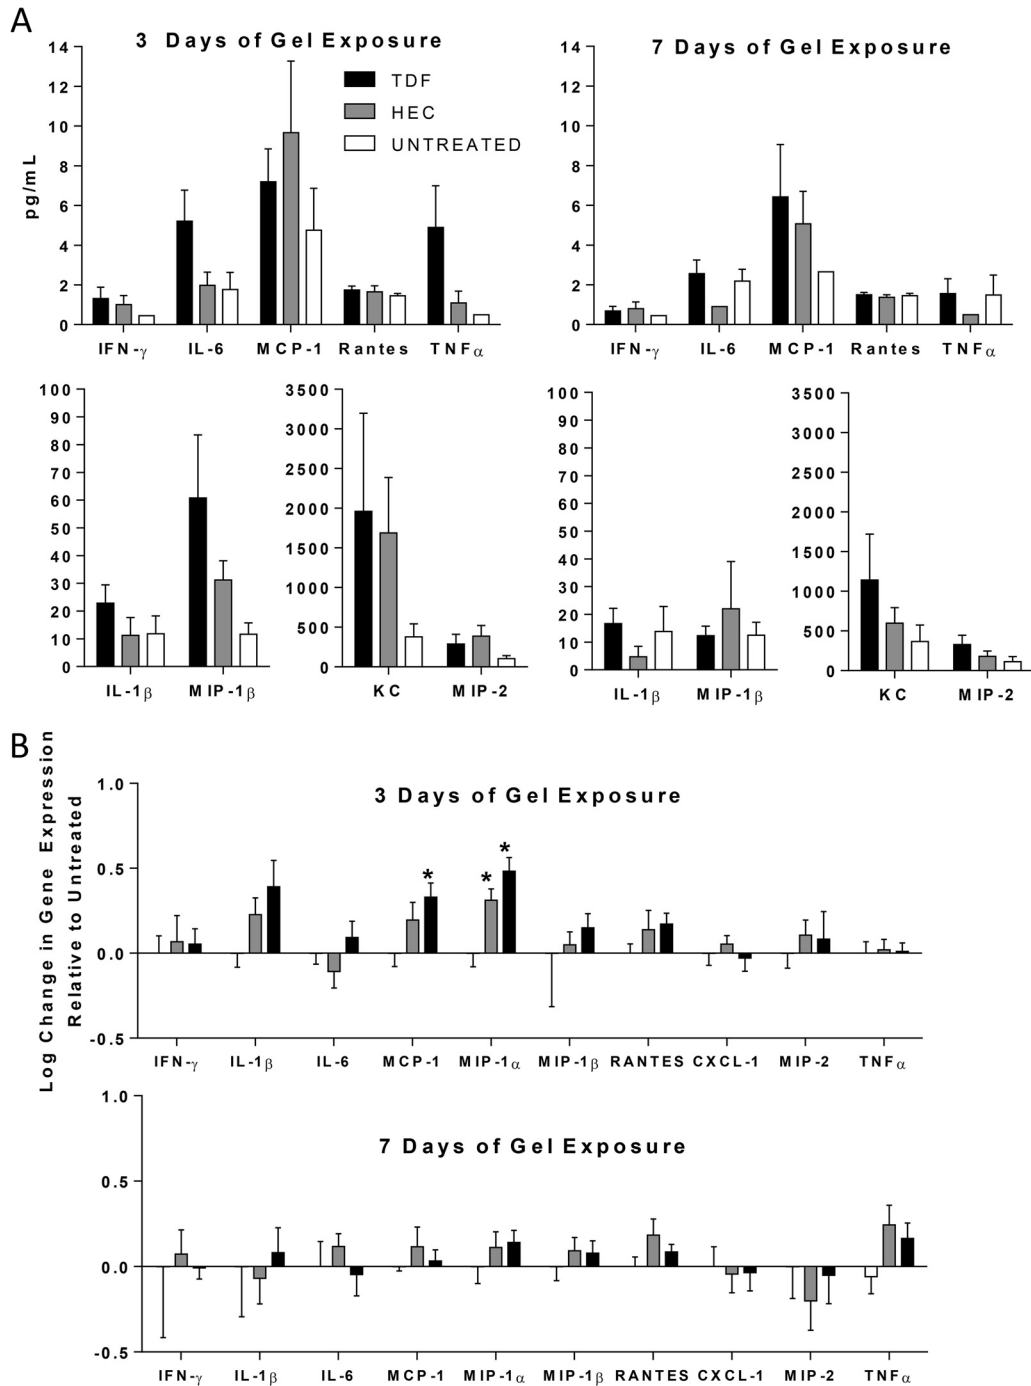 A
3 Days of Gel Exposure
7 Days of Gel Exposure
14
12
10
8
6
4
2
0
pg/mL
TDF
HEC
UNTREATED
IFN-γ IL-6 MCP-1 Rantes TNFα
14
12
10
8
6
4
2
0
IFN-γ IL-6 MCP-1 Rantes TNFα
100
90
80
70
60
50
40
30
20
10
0
IL-1β MIP-1β
3500
3000
2500
2000
1500
1000
500
0
KC MIP-2
100
90
80
70
60
50
40
30
20
10
0
IL-1β MIP-1β
3500
3000
2500
2000
1500
1000
500
0
KC MIP-2
B
Log Change in Gene Expression
Relative to Untreated
3 Days of Gel Exposure
1.0
0.5
0.0
-0.5
* * *
IFN-γ IL-1β IL-6 MCP-1 MIP-1α MIP-1β RANTES CXCL-1 MIP-2 TNFα
7 Days of Gel Exposure
1.0
0.5
0.0
-0.5
IFN-γ IL-1β IL-6 MCP-1 MIP-1α MIP-1β RANTES CXCL-1 MIP-2 TNFα